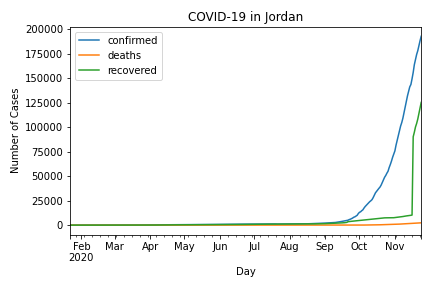 COVID-19 in Jordan
confirmed
deaths
recovered
Number of Cases
200000
175000
150000
125000
100000
75000
50000
25000
0
Feb Mar Apr May Jun Jul Aug Sep Oct Nov
2020
Day